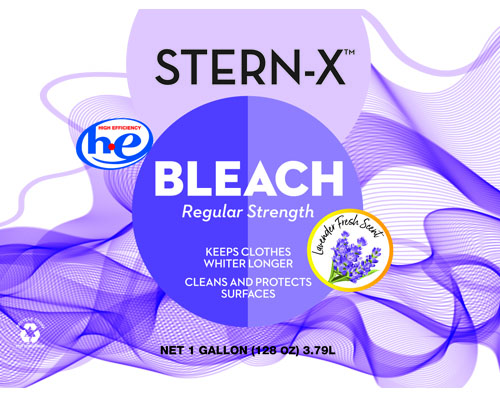 STERN-X™
HIGH EFFICIENCY
h·e
BLEACH
Regular Strength
Lavender Fresh Scent
KEEPS CLOTHES
WHITER LONGER
CLEANS AND PROTECTS
SURFACES
NET 1 GALLON (128 OZ) 3.79L